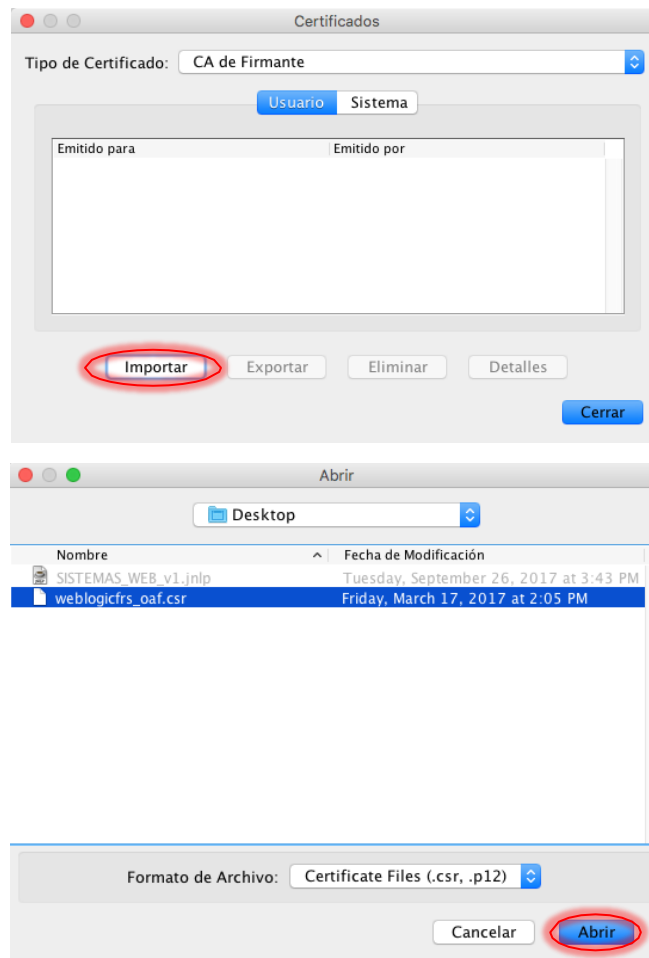 Certificados
Tipo de Certificado: CA de Firmante
Usuario Sistema
Emitido para Emitido por
Importar Exportar Eliminar Detalles
Cerrar
Abrir
Desktop
Nombre Fecha de Modificación
SISTEMAS_WEB_v1.jnlp Tuesday, September 26, 2017 at 3:43 PM
weblogicfrs_oaf.csr Friday, March 17, 2017 at 2:05 PM
Formato de Archivo: Certificate Files (.csr, .p12)
Cancelar Abrir